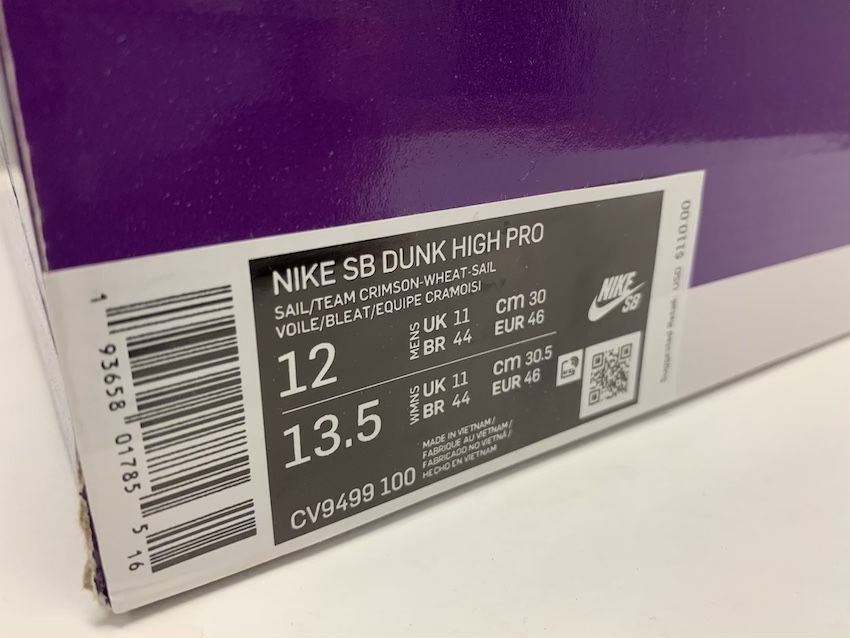 NIKE SB DUNK HIGH PRO
SAIL/TEAM CRIMSON-WHEAT-SAIL
VOILE/BLEAT/EQUIPE CRAMOISI
12
MENS
UK 11
BR 44
cm 30
EUR 46
13.5
WMNS
UK 11
BR 44
cm 30.5
EUR 46
CV9499 100
MADE IN VIETNAM /
FABRIQUE AU VIETNAM /
FABRICADO NO VIETNÃ /
HECHO EN VIETNAM
NIKE
SB
1 93658 01785 5 16
Suggested Retail USD $110.00